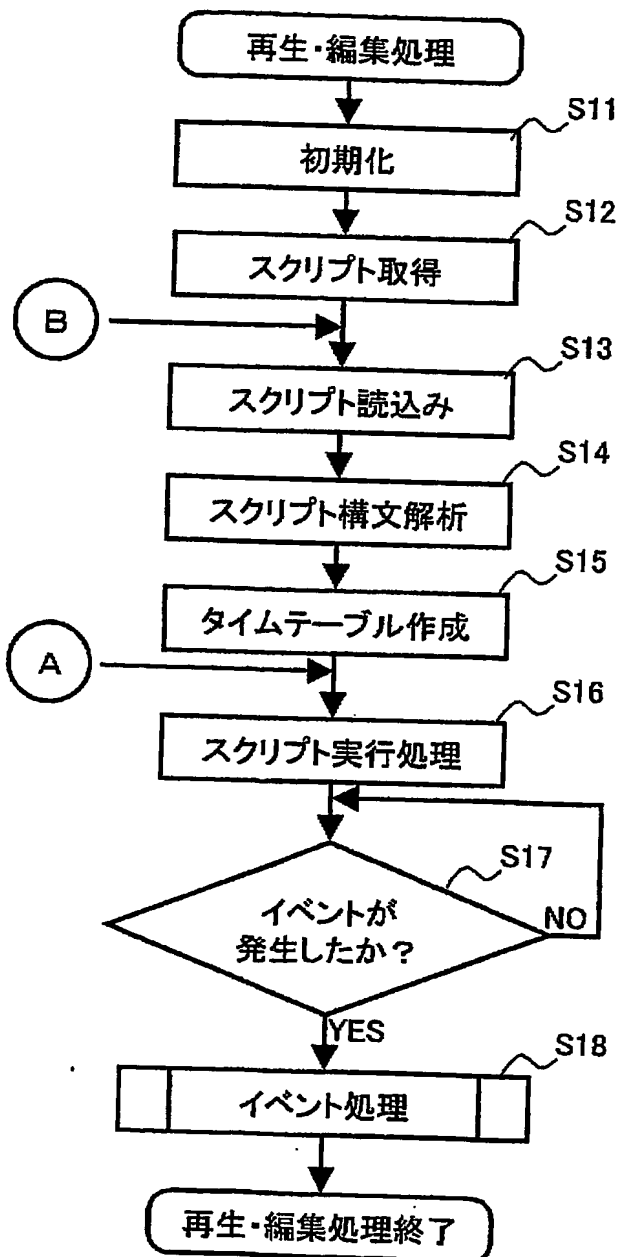 再生・編集処理
S11
初期化
S12
スクリプト取得
B
S13
スクリプト読込み
S14
スクリプト構文解析
S15
タイムテーブル作成
A
S16
スクリプト実行処理
S17
イベントが
発生したか?
NO
YES
S18
イベント処理
再生・編集処理終了